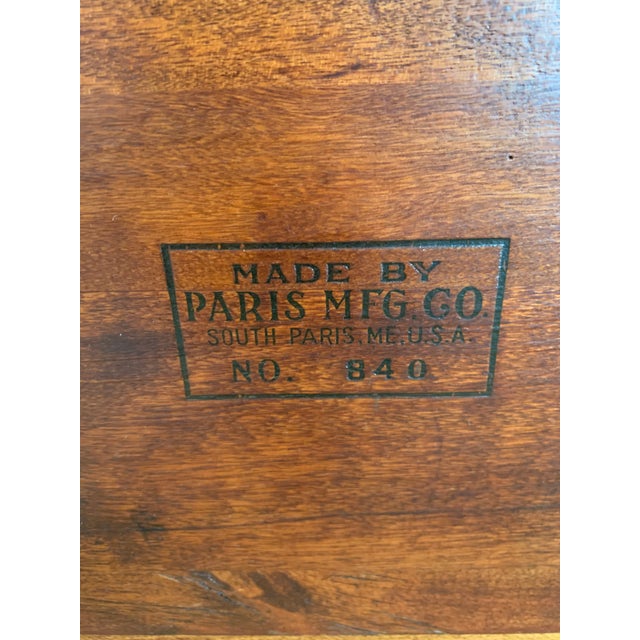 MADE BY
PARIS MFG. CO.
SOUTH PARIS, ME. U.S.A.
NO. 840